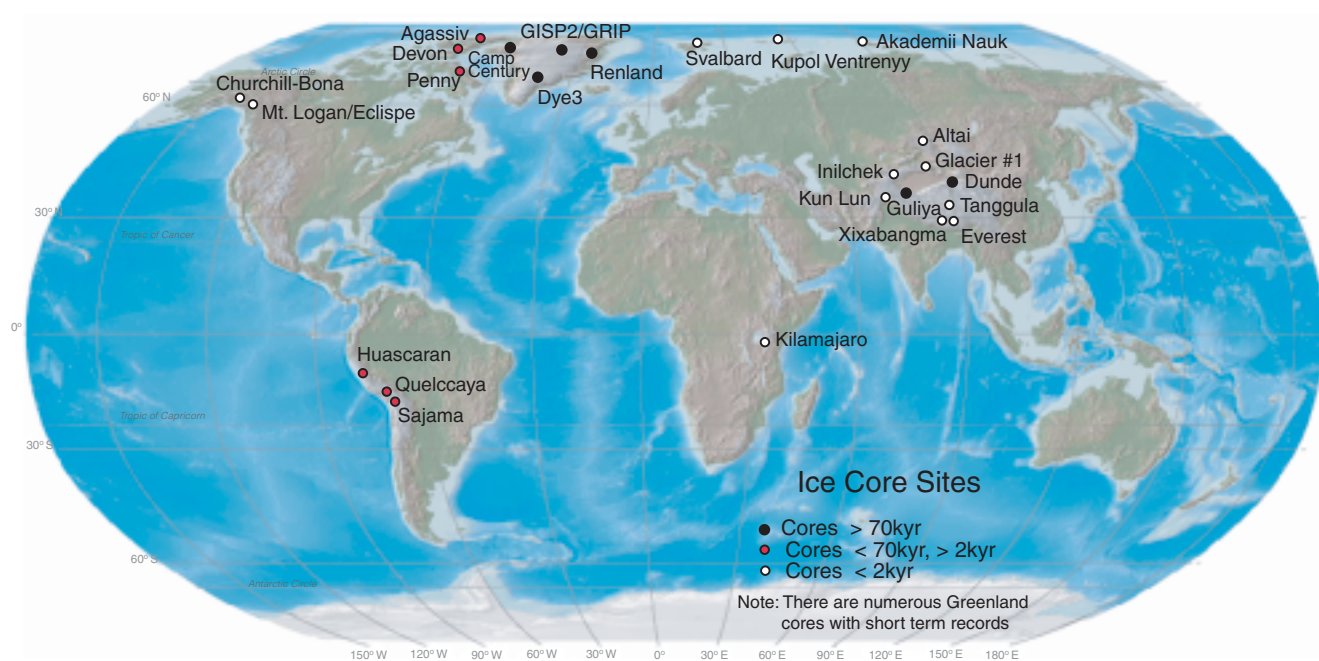 Agassiv
GISP2/GRIP
Devon
Camp
Century
Penny
Renland
Dye3
Svalbard
Kupol Ventrenyy
Akademii Nauk
Arctic Circle
Churchill-Bona
60° N
Mt. Logan/Eclispe
Altai
Glacier #1
Inilchek
Dunde
Kun Lun
Guliya
Tanggula
30° N
Xixabangma
Everest
Tropic of Cancer
0°
Kilamajaro
Huascaran
Quelccaya
Sajama
Tropic of Capricorn
30° S
Ice Core Sites
Cores > 70kyr
Cores < 70kyr, > 2kyr
Cores < 2kyr
60° S
Antarctic Circle
Note: There are numerous Greenland
cores with short term records
150° W 120° W 90° W 60° W 30° W 0° 30° E 60° E 90° E 120° E 150° E 180° E